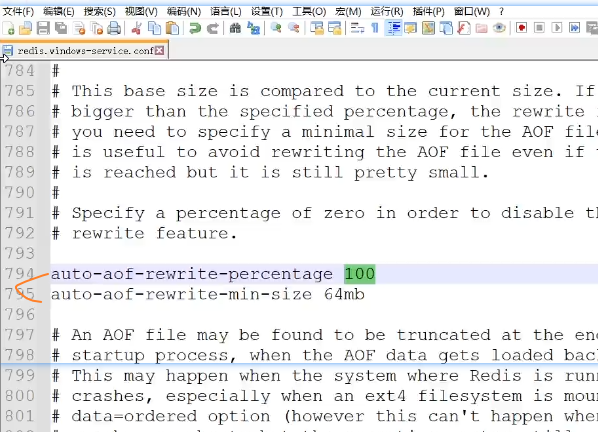 文件(F) 编辑(E) 搜索(S) 视图(V) 编码(N) 语言(L) 设置(T) 工具(O) 宏(M) 运行(R) 插件(P) 窗口(W) ?
redis.windows-service.conf
784 #
785 # This base size is compared to the current size. If
786 # bigger than the specified percentage, the rewrite
787 # you need to specify a minimal size for the AOF file
788 # is useful to avoid rewriting the AOF file even if
789 # is reached but it is still pretty small.
790 #
791 # Specify a percentage of zero in order to disable
792 # rewrite feature.
793
794 auto-aof-rewrite-percentage 100
795 auto-aof-rewrite-min-size 64mb
796
797 # An AOF file may be found to be truncated at the end
798 # startup process, when the AOF data gets loaded
799 # This may happen when the system where Redis is
800 # crashes, especially when an ext4 filesystem is
801 # data=ordered option (however this can't happen when